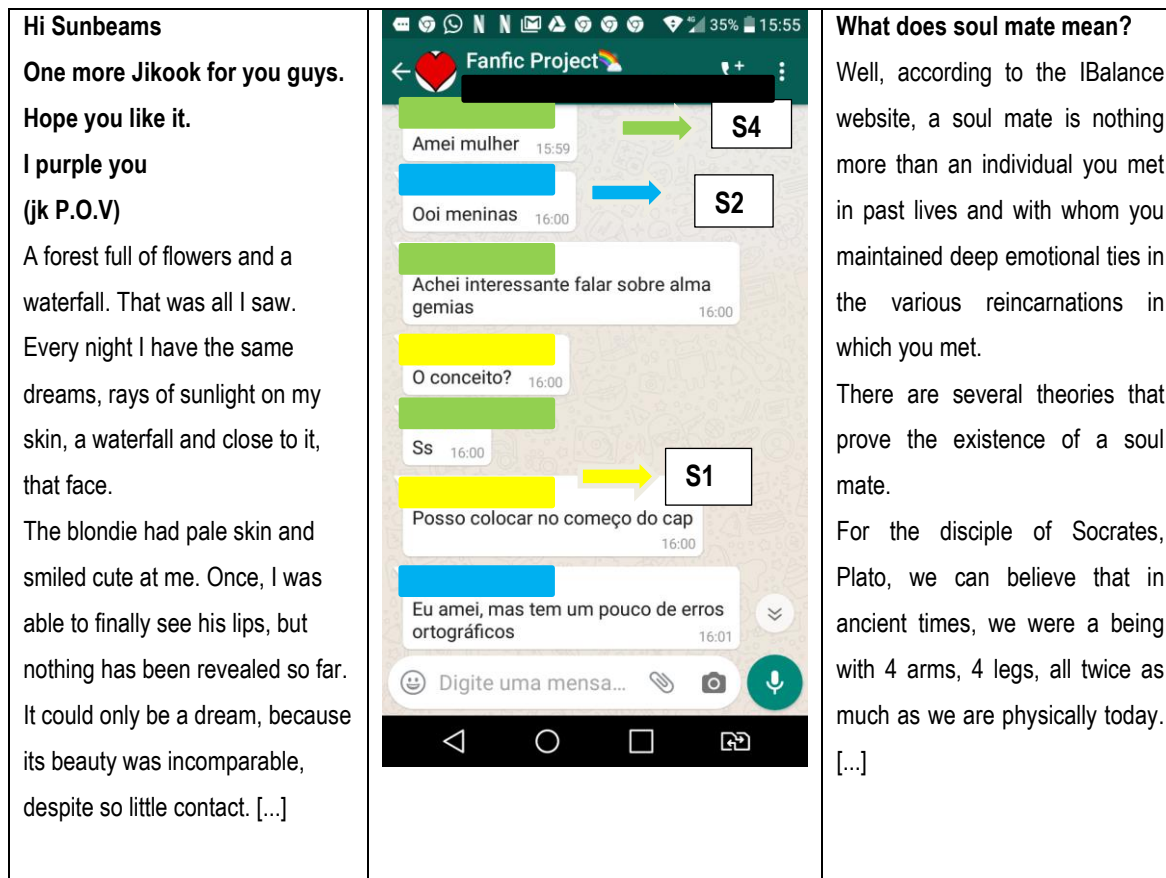 Hi Sunbeams
One more Jikook for you guys.
Hope you like it.
I purple you
(jk P.O.V)
A forest full of flowers and a
waterfall. That was all I saw.
Every night I have the same
dreams, rays of sunlight on my
skin, a waterfall and close to it,
that face.
The blondie had pale skin and
smiled cute at me. Once, I was
able to finally see his lips, but
nothing has been revealed so far.
It could only be a dream, because
its beauty was incomparable,
despite so little contact. [...]
4G 35% 15:55
Fanfic Project
S4
Amei mulher 15:59
S2
Ooi meninas 16:00
Achei interessante falar sobre alma
gemias 16:00
O conceito? 16:00
Ss 16:00
S1
Posso colocar no começo do cap
16:00
Eu amei, mas tem um pouco de erros
ortográficos 16:01
Digite uma mensa...
What does soul mate mean?
Well, according to the IBalance
website, a soul mate is nothing
more than an individual you met
in past lives and with whom you
maintained deep emotional ties in
the various reincarnations in
which you met.
There are several theories that
prove the existence of a soul
mate.
For the disciple of Socrates,
Plato, we can believe that in
ancient times, we were a being
with 4 arms, 4 legs, all twice as
much as we are physically today.
[...]